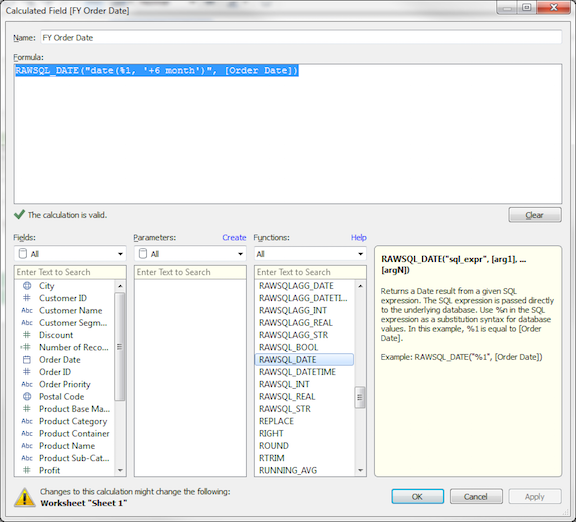 Calculated Field [FY Order Date]
Name: FY Order Date
Formula:
RAWSQL_DATE("date(%1, '+6 month')", [Order Date])
The calculation is valid.
Clear
Fields:
Parameters: Create
Functions: Help
All
All
All
Enter Text to Search
Enter Text to Search
Enter Text to Search
City
Customer ID
Abc Customer Name
Abc Customer Segm...
Discount
Number of Reco...
Order Date
Order ID
Abc Order Priority
Postal Code
Product Base Ma...
Abc Product Category
Abc Product Container
Abc Product Name
Abc Product Sub-Cat...
Profit
RAWSQLAGG_DATE
RAWSQLAGG_DATETI...
RAWSQLAGG_INT
RAWSQLAGG_REAL
RAWSQLAGG_STR
RAWSQL_BOOL
RAWSQL_DATE
RAWSQL_DATETIME
RAWSQL_INT
RAWSQL_REAL
RAWSQL_STR
REPLACE
RIGHT
ROUND
RTRIM
RUNNING_AVG
RAWSQL_DATE("sql_expr", [arg1], ...
[argN])
Returns a Date result from a given SQL
expression. The SQL expression is passed directly
to the underlying database. Use %n in the SQL
expression as a substitution syntax for database
values. In this example, %1 is equal to [Order
Date].
Example: RAWSQL_DATE("%1", [Order Date])
Changes to this calculation might change the following:
Worksheet "Sheet 1"
OK
Cancel
Apply